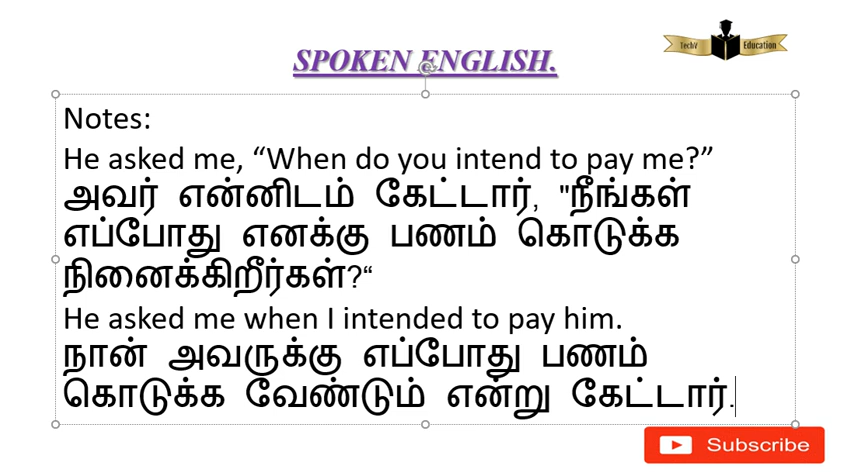 SPOKEN ENGLISH.
TechV Education
Notes:
He asked me, “When do you intend to pay me?”
அவர் என்னிடம் கேட்டார், "நீங்கள்
எப்போது எனக்கு பணம் கொடுக்க
நினைக்கிறீர்கள்?“
He asked me when I intended to pay him.
நான் அவருக்கு எப்போது பணம்
கொடுக்க வேண்டும் என்று கேட்டார்.
Subscribe